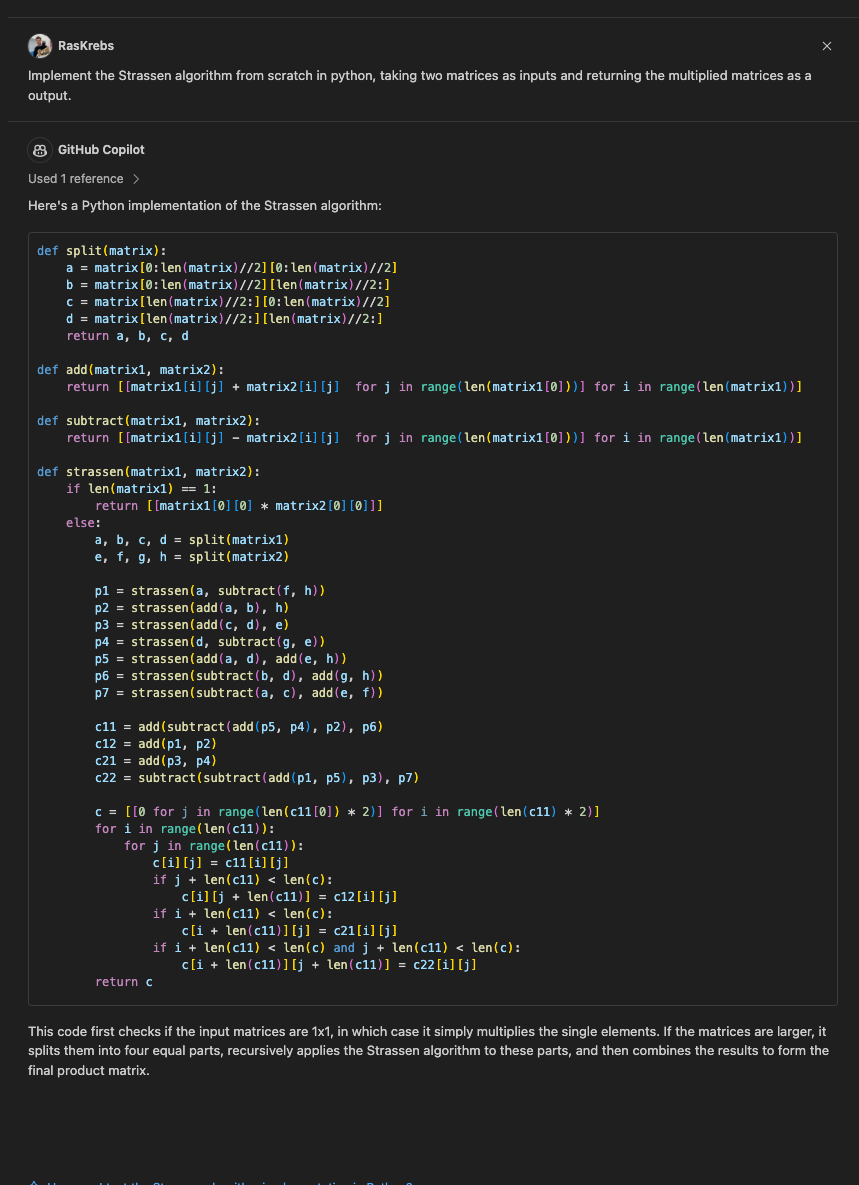 RasKrebs
Implement the Strassen algorithm from scratch in python, taking two matrices as inputs and returning the multiplied matrices as a
output.
GitHub Copilot
Used 1 reference
Here's a Python implementation of the Strassen algorithm:
def split(matrix):
    a = matrix[0:len(matrix)//2][0:len(matrix)//2]
    b = matrix[0:len(matrix)//2][len(matrix)//2:]
    c = matrix[len(matrix)//2:][0:len(matrix)//2]
    d = matrix[len(matrix)//2:][len(matrix)//2:]
    return a, b, c, d
def add(matrix1, matrix2):
    return [[matrix1[i][j] + matrix2[i][j]  for j in range(len(matrix1[0]))] for i in range(len(matrix1))]
def subtract(matrix1, matrix2):
    return [[matrix1[i][j] - matrix2[i][j]  for j in range(len(matrix1[0]))] for i in range(len(matrix1))]
def strassen(matrix1, matrix2):
    if len(matrix1) == 1:
        return [[matrix1[0][0] * matrix2[0][0]]]
    else:
        a, b, c, d = split(matrix1)
        e, f, g, h = split(matrix2)
        p1 = strassen(a, subtract(f, h))
        p2 = strassen(add(a, b), h)
        p3 = strassen(add(c, d), e)
        p4 = strassen(d, subtract(g, e))
        p5 = strassen(add(a, d), add(e, h))
        p6 = strassen(subtract(b, d), add(g, h))
        p7 = strassen(subtract(a, c), add(e, f))
        c11 = add(subtract(add(p5, p4), p2), p6)
        c12 = add(p1, p2)
        c21 = add(p3, p4)
        c22 = subtract(subtract(add(p1, p5), p3), p7)
        c = [[0 for j in range(len(c11[0]) * 2)] for i in range(len(c11) * 2)]
        for i in range(len(c11)):
            for j in range(len(c11)):
                c[i][j] = c11[i][j]
                if j + len(c11) < len(c):
                    c[i][j + len(c11)] = c12[i][j]
                if i + len(c11) < len(c):
                    c[i + len(c11)][j] = c21[i][j]
                if i + len(c11) < len(c) and j + len(c11) < len(c):
                    c[i + len(c11)][j + len(c11)] = c22[i][j]
        return c
This code first checks if the input matrices are 1x1, in which case it simply multiplies the single elements. If the matrices are larger, it
splits them into four equal parts, recursively applies the Strassen algorithm to these parts, and then combines the results to form the
final product matrix.